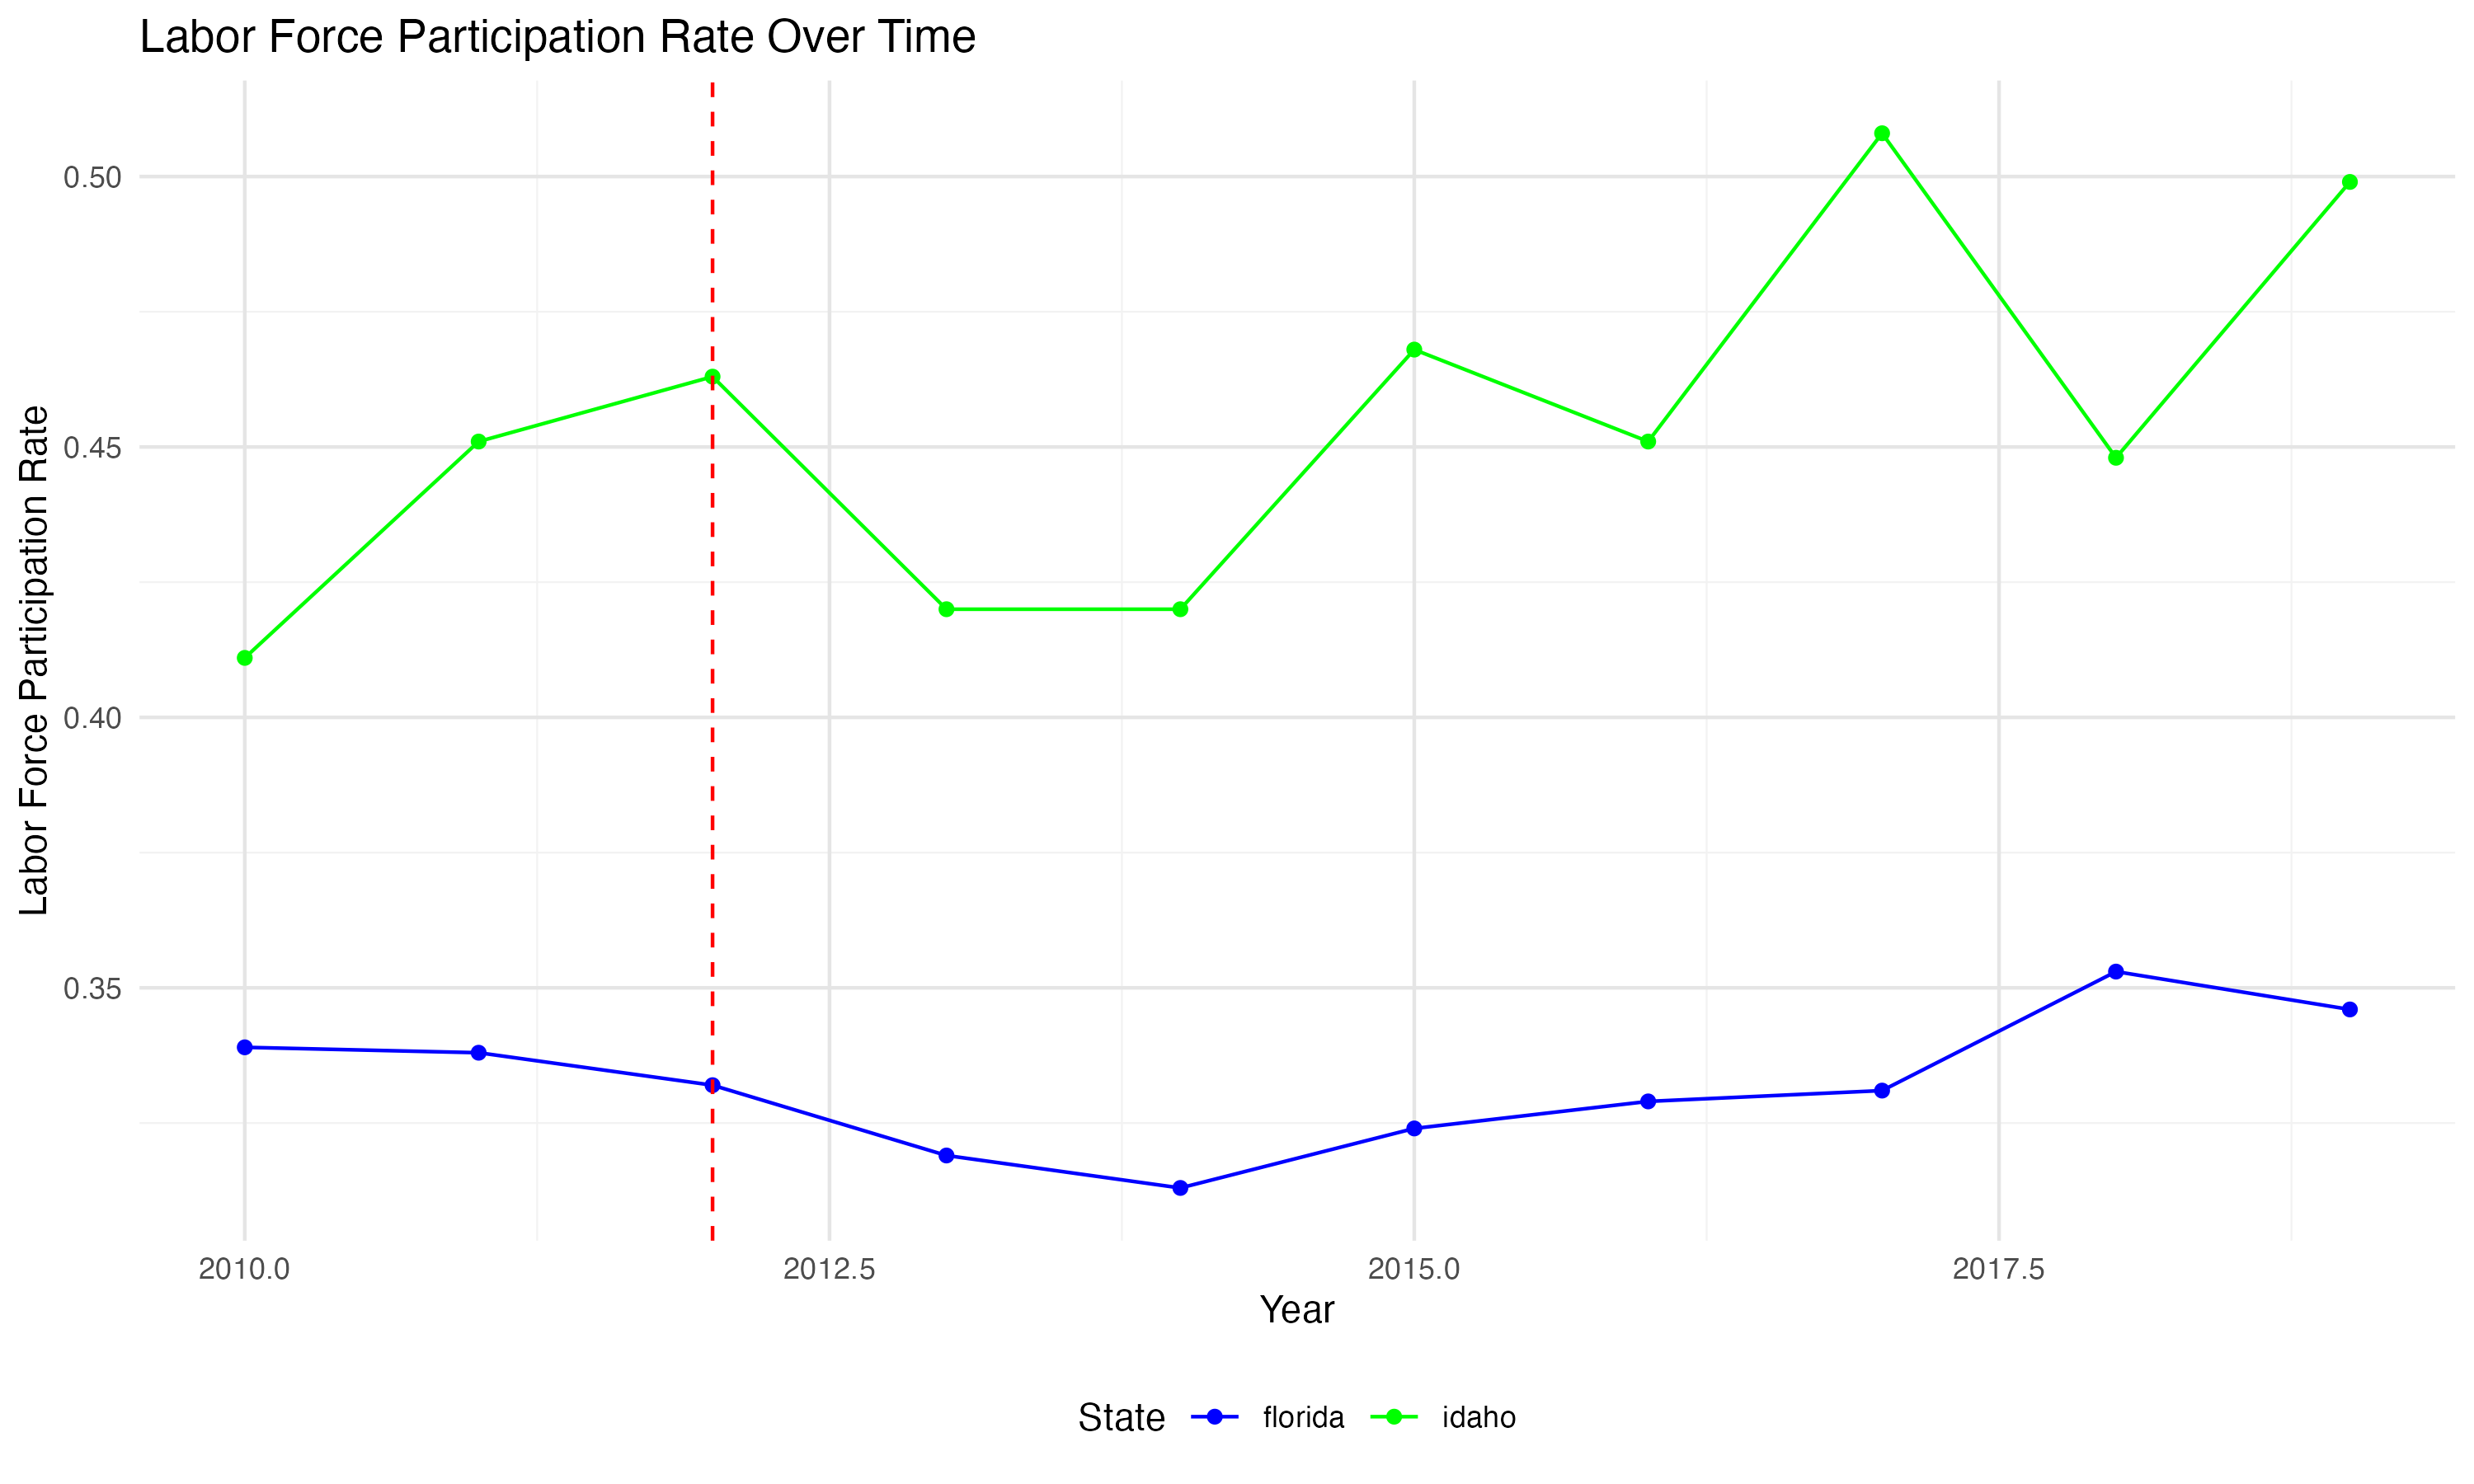 Labor Force Participation Rate Over Time
Labor Force Participation Rate
0.50
0.45
0.40
0.35
2010.0 2012.5 2015.0 2017.5
Year
State florida idaho